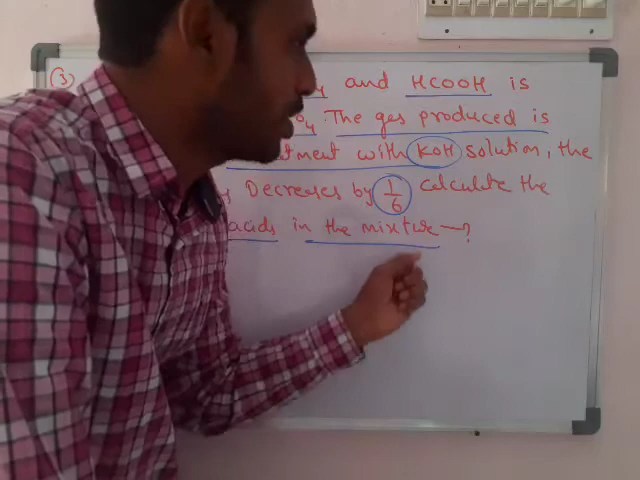 ③ 4 and HCOOH is
O4. The gas produced is
tment with KOH solution, the
Decreases by 1/6 calculate the
acids in the mixture — ?